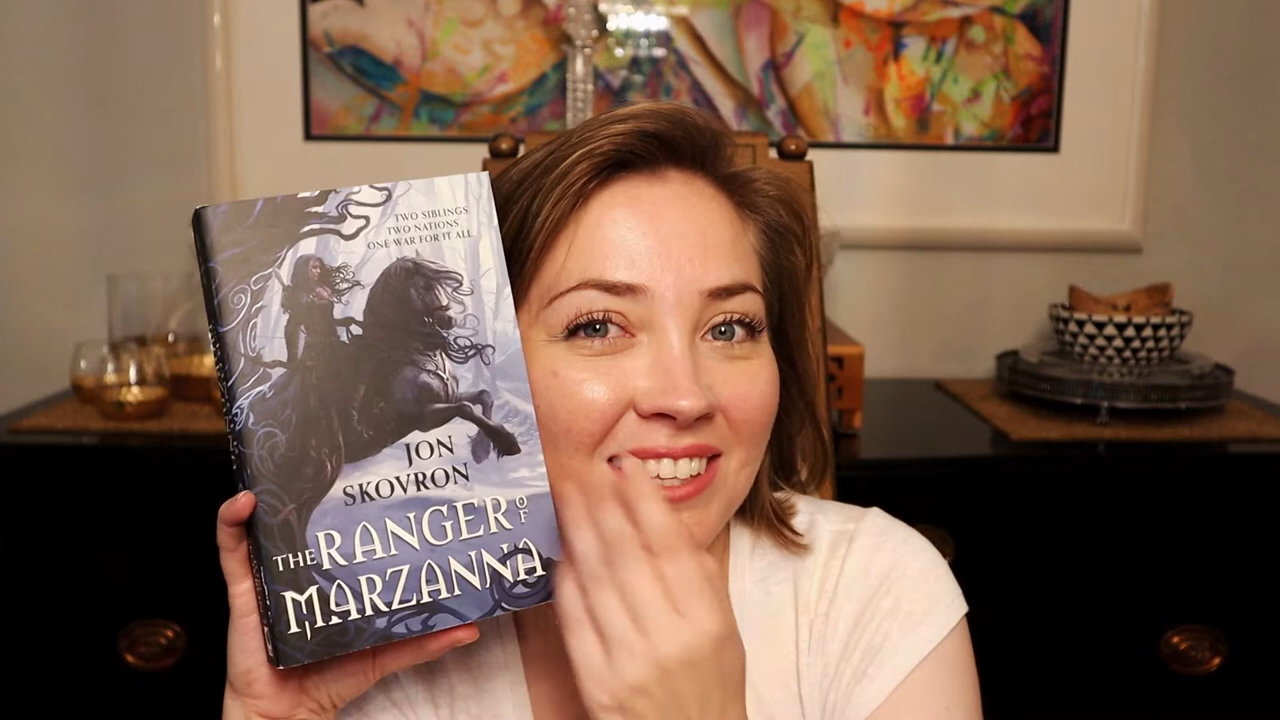 TWO SIBLINGS
TWO NATIONS
ONE WAR FOR IT ALL.
JON
SKOVRON
THE RANGER OF
MARZANNA